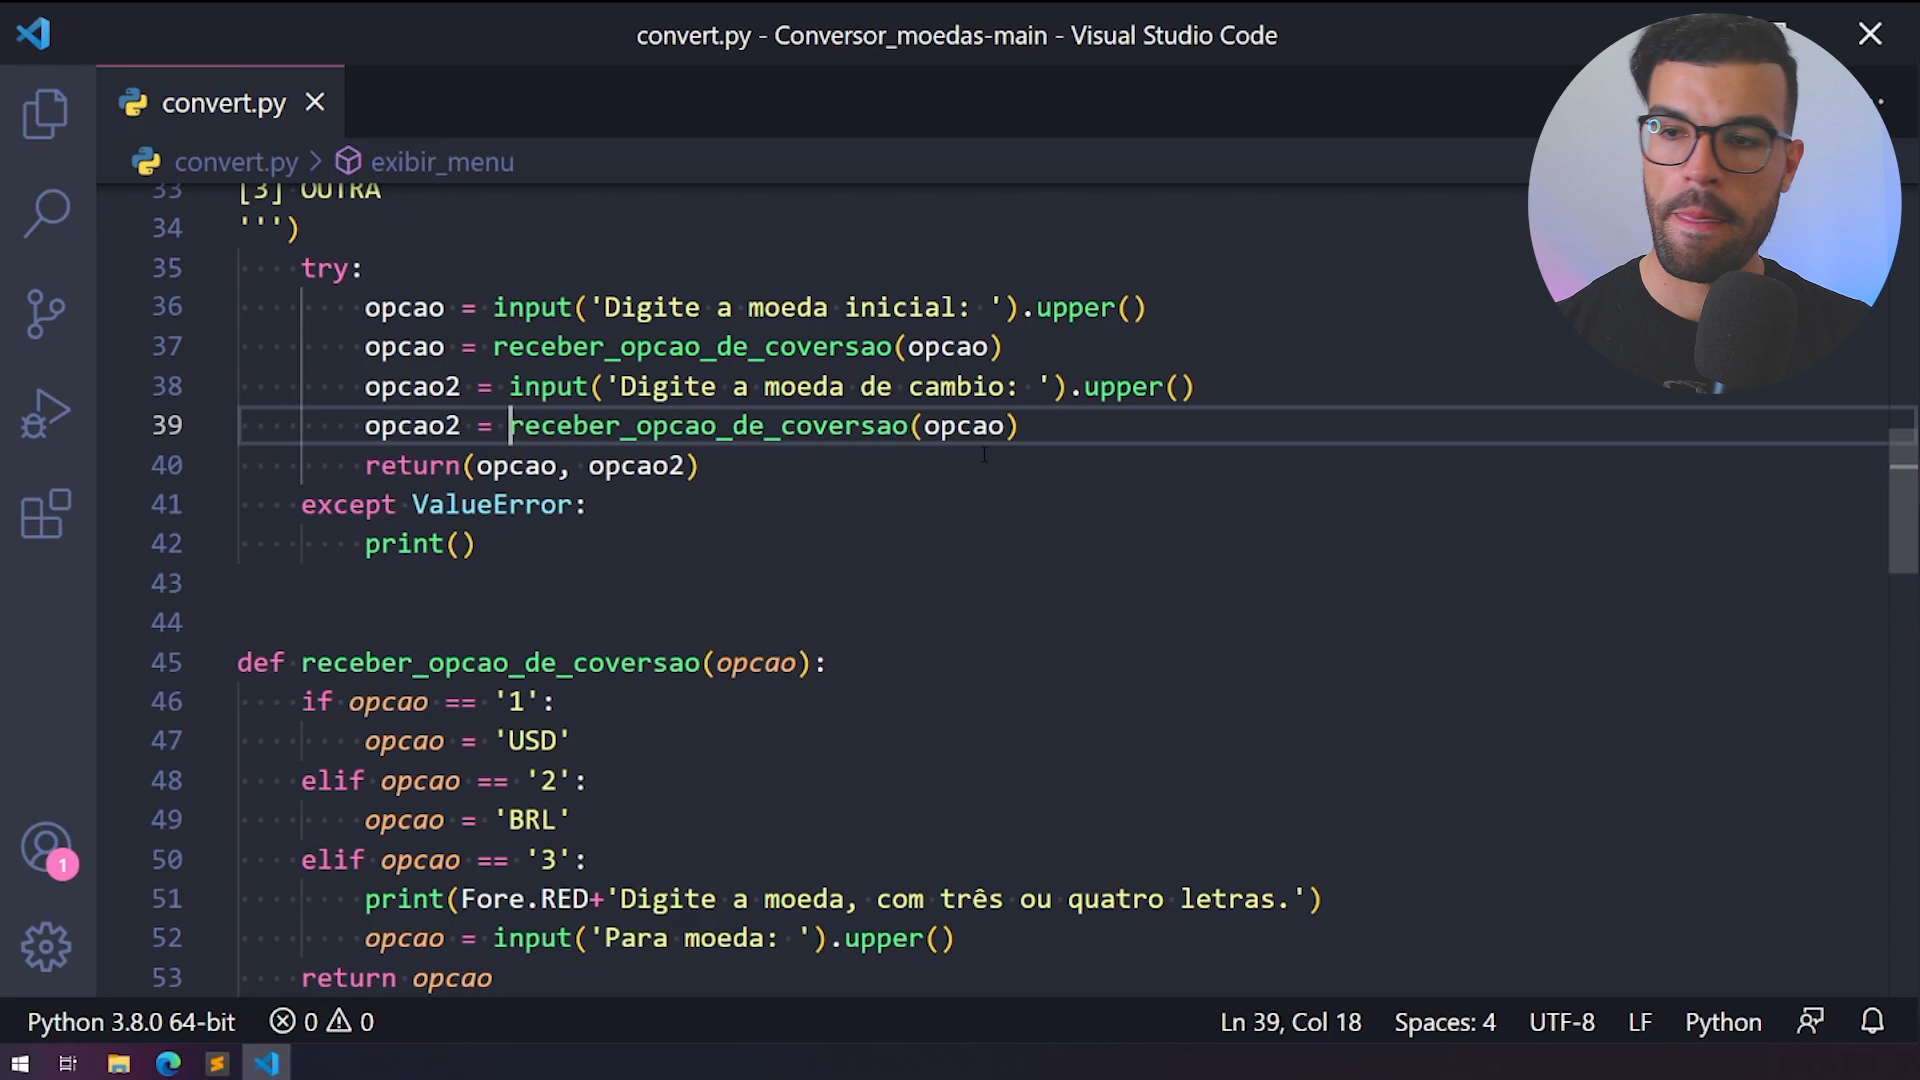 convert.py - Conversor_moedas-main - Visual Studio Code
convert.py
convert.py > exibir_menu
33 [3] OUTRA
34 ''')
35 try:
36 opcao = input('Digite a moeda inicial: ').upper()
37 opcao = receber_opcao_de_coversao(opcao)
38 opcao2 = input('Digite a moeda de cambio: ').upper()
39 opcao2 = receber_opcao_de_coversao(opcao)
40 return(opcao, opcao2)
41 except ValueError:
42 print()
43
44
45 def receber_opcao_de_coversao(opcao):
46 if opcao == '1':
47 opcao = 'USD'
48 elif opcao == '2':
49 opcao = 'BRL'
50 elif opcao == '3':
51 print(Fore.RED+'Digite a moeda, com três ou quatro letras.')
52 opcao = input('Para moeda: ').upper()
53 return opcao
1
Python 3.8.0 64-bit 0 0 Ln 39, Col 18 Spaces: 4 UTF-8 LF Python